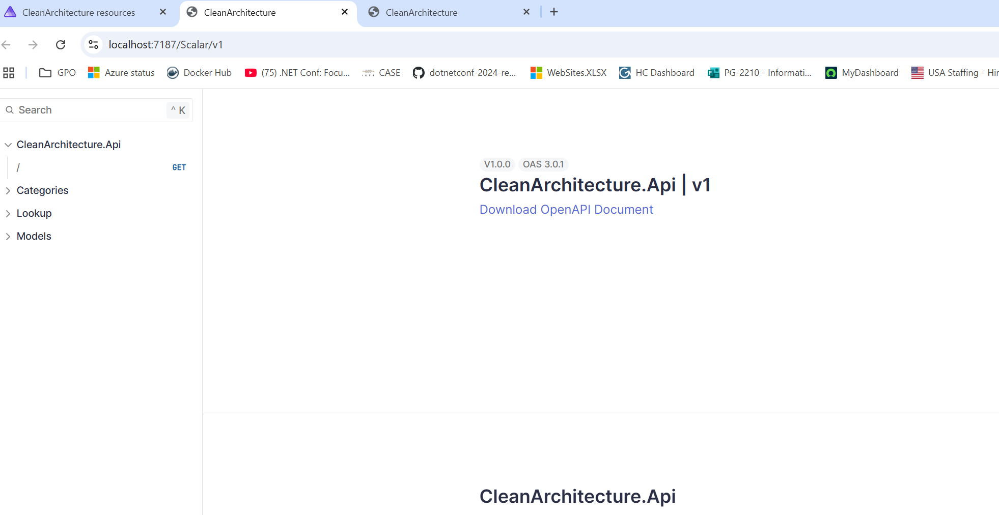 CleanArchitecture resources
CleanArchitecture
CleanArchitecture
localhost:7187/Scalar/v1
GPO
Azure status
Docker Hub
(75) .NET Conf: Focu...
CASE
dotnetconf-2024-re...
WebSites.XLSX
HC Dashboard
PG-2210 - Informati...
MyDashboard
USA Staffing - Hir
Search
^ K
CleanArchitecture.Api
/ GET
Categories
Lookup
Models
V1.0.0 OAS 3.0.1
CleanArchitecture.Api | v1
Download OpenAPI Document
CleanArchitecture.Api